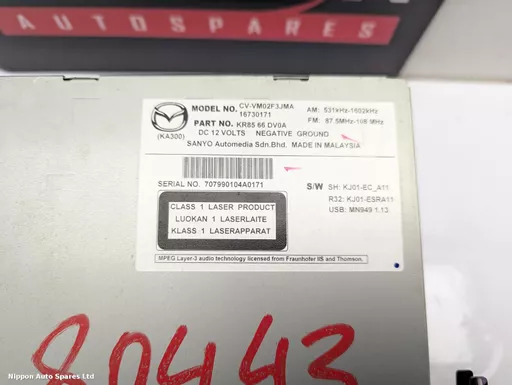 AUTOSPARES
MODEL NO. CV-VM02F3JMA
16730171
AM: 531kHz-1602kHz
PART NO. KR85 66 DV0A
FM: 87.5MHz-108 MHz
(KA300)
DC 12 VOLTS NEGATIVE GROUND
SANYO Automedia Sdn.Bhd. MADE IN MALAYSIA
SERIAL NO. 707990104A0171
S/W SH: KJ01-EC_A11
R32: KJ01-ESRA11
USB: MN949 1.13
CLASS 1 LASER PRODUCT
LUOKAN 1 LASERLAITE
KLASS 1 LASERAPPARAT
MPEG Layer-3 audio technology licensed from Fraunhofer IIS and Thomson.
80443
Nippon Auto Spares Ltd